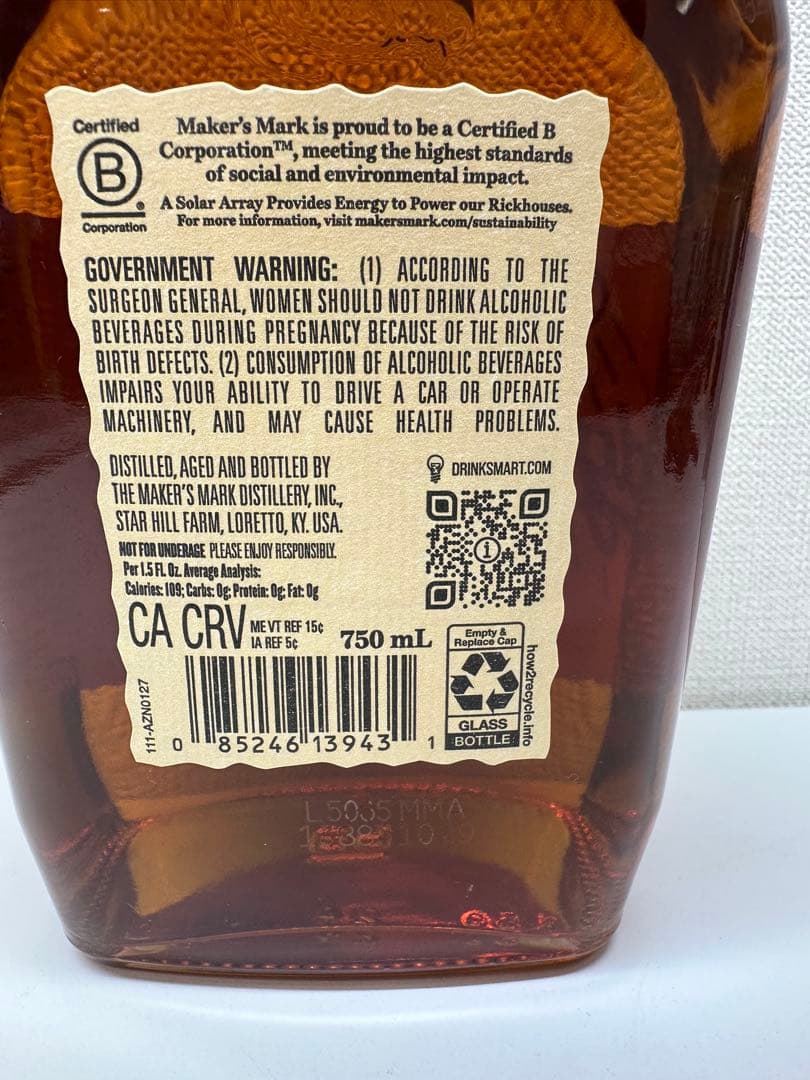 Certified
B
®
Corporation
Maker's Mark is proud to be a Certified B
Corporation™, meeting the highest standards
of social and environmental impact.
A Solar Array Provides Energy to Power our Rickhouses.
For more information, visit makersmark.com/sustainability
GOVERNMENT WARNING: (1) ACCORDING TO THE
SURGEON GENERAL, WOMEN SHOULD NOT DRINK ALCOHOLIC
BEVERAGES DURING PREGNANCY BECAUSE OF THE RISK OF
BIRTH DEFECTS. (2) CONSUMPTION OF ALCOHOLIC BEVERAGES
IMPAIRS YOUR ABILITY TO DRIVE A CAR OR OPERATE
MACHINERY, AND MAY CAUSE HEALTH PROBLEMS.
DISTILLED, AGED AND BOTTLED BY
THE MAKER'S MARK DISTILLERY, INC.,
STAR HILL FARM, LORETTO, KY. USA.
NOT FOR UNDERAGE PLEASE ENJOY RESPONSIBLY.
Per 1.5 FL. Oz. Average Analysis:
Calories: 109; Carbs: 0g; Protein: 0g; Fat: 0g
DRINKSMART.COM
i
CA CRV
ME VT REF 15¢
IA REF 5¢
750 mL
Empty &
Replace Cap
GLASS
BOTTLE
how2recycle.info
111-AZN0127
0 85246 13943 1
MMA